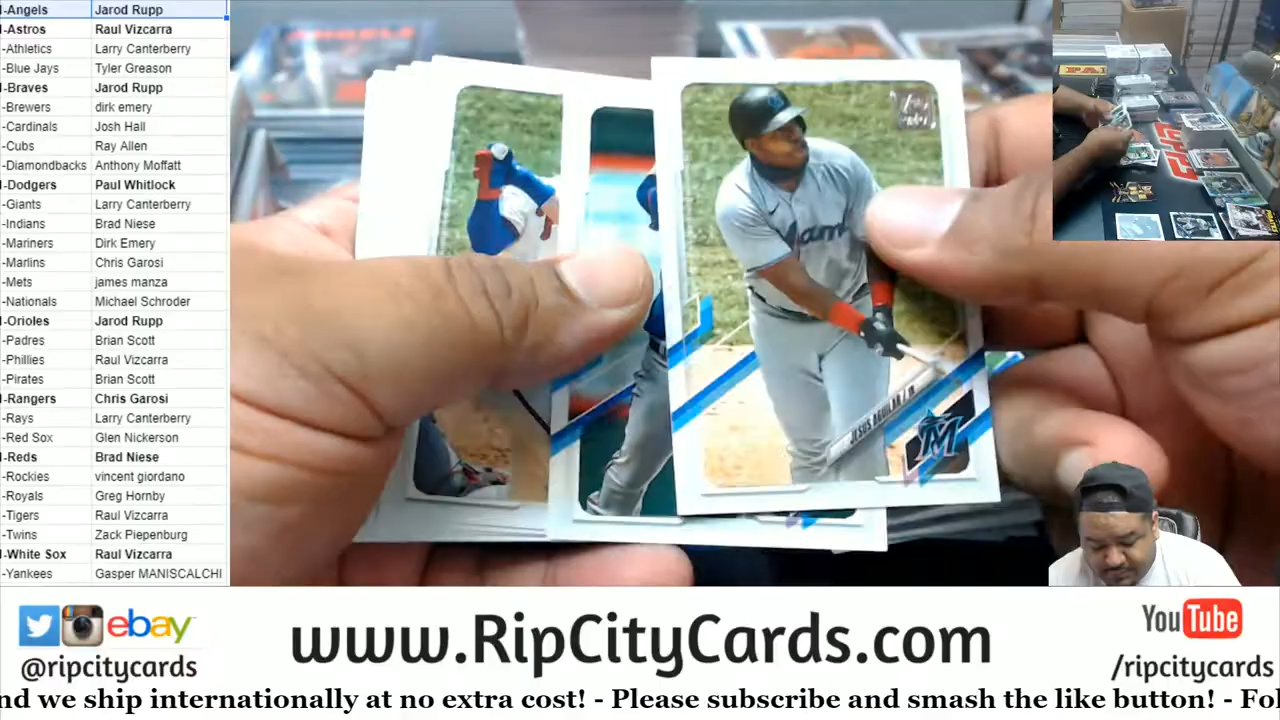 -Angels Jarod Rupp
-Astros Raul Vizcarra
-Athletics Larry Canterberry
-Blue Jays Tyler Greason
-Braves Jarod Rupp
-Brewers dirk emery
-Cardinals Josh Hall
-Cubs Ray Allen
-Diamondbacks Anthony Moffatt
-Dodgers Paul Whitlock
-Giants Larry Canterberry
-Indians Brad Niese
-Mariners Dirk Emery
-Marlins Chris Garosi
-Mets james manza
-Nationals Michael Schroder
-Orioles Jarod Rupp
-Padres Brian Scott
-Phillies Raul Vizcarra
-Pirates Brian Scott
-Rangers Chris Garosi
-Rays Larry Canterberry
-Red Sox Glen Nickerson
-Reds Brad Niese
-Rockies vincent giordano
-Royals Greg Hornby
-Tigers Raul Vizcarra
-Twins Zack Piepenburg
-White Sox Raul Vizcarra
-Yankees Gasper MANISCALCHI
Miami
JESUS AGUILAR / 1B
M
ebay
@ripcitycards
www.RipCityCards.com
YouTube
/ripcitycards
nd we ship internationally at no extra cost! - Please subscribe and smash the like button! - Fol